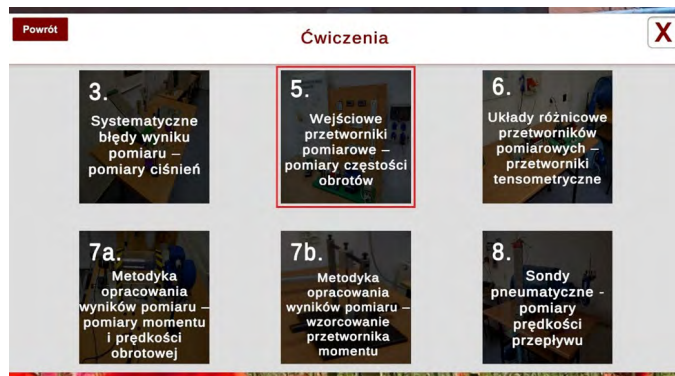 Powrót
Ćwiczenia
X
3.
Systematyczne
błędy wyniku
pomiaru –
pomiary ciśnień
5.
Wejściowe
przetworniki
pomiarowe –
pomiary częstości
obrotów
6.
Układy różnicowe
przetworników
pomiarowych –
przetworniki
tensometryczne
7a.
Metodyka
opracowania
wyników pomiaru –
pomiary momentu
i prędkości
obrotowej
7b.
Metodyka
opracowania
wyników pomiaru –
wzorcowanie
przetwornika
momentu
8.
Sondy
pneumatyczne -
pomiary
prędkości
przepływu